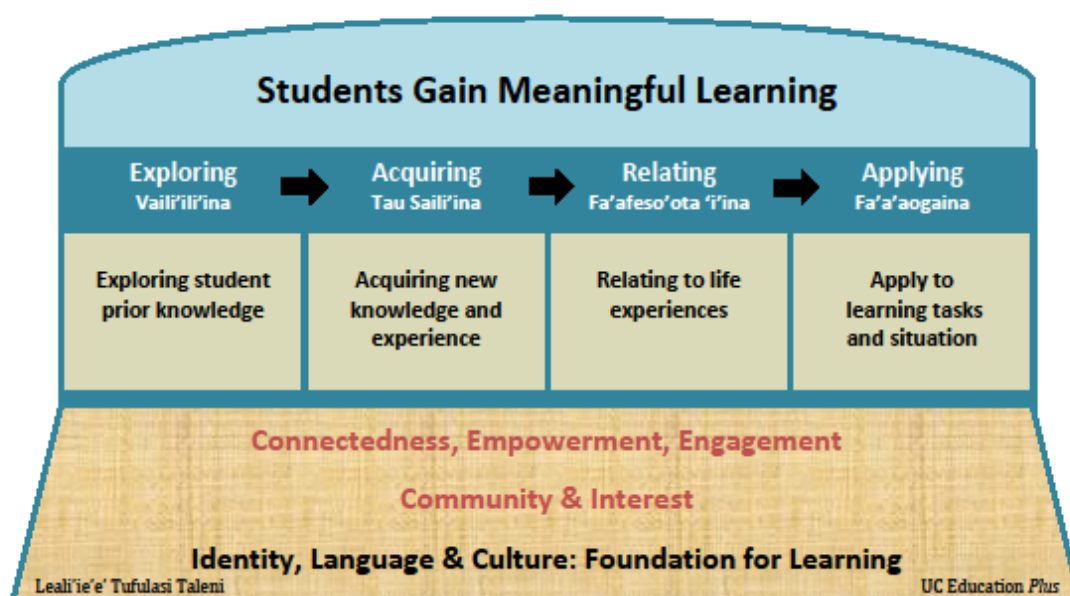 Students Gain Meaningful Learning
Exploring
Vaili'ili'ina
Acquiring
Tau Saili'ina
Relating
Fa'afeso'ota 'i'ina
Applying
Fa'a'aogaina
Exploring student
prior knowledge
Acquiring new
knowledge and
experience
Relating to life
experiences
Apply to
learning tasks
and situation
Connectedness, Empowerment, Engagement
Community & Interest
Identity, Language & Culture: Foundation for Learning
Leali'ie'e' Tufulasi Taleni
UC Education Plus